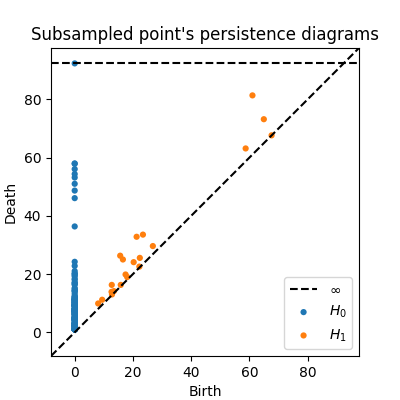 Subsampled point's persistence diagrams
80
60
40
20
0
Death
∞
H₀
H₁
0 20 40 60 80
Birth